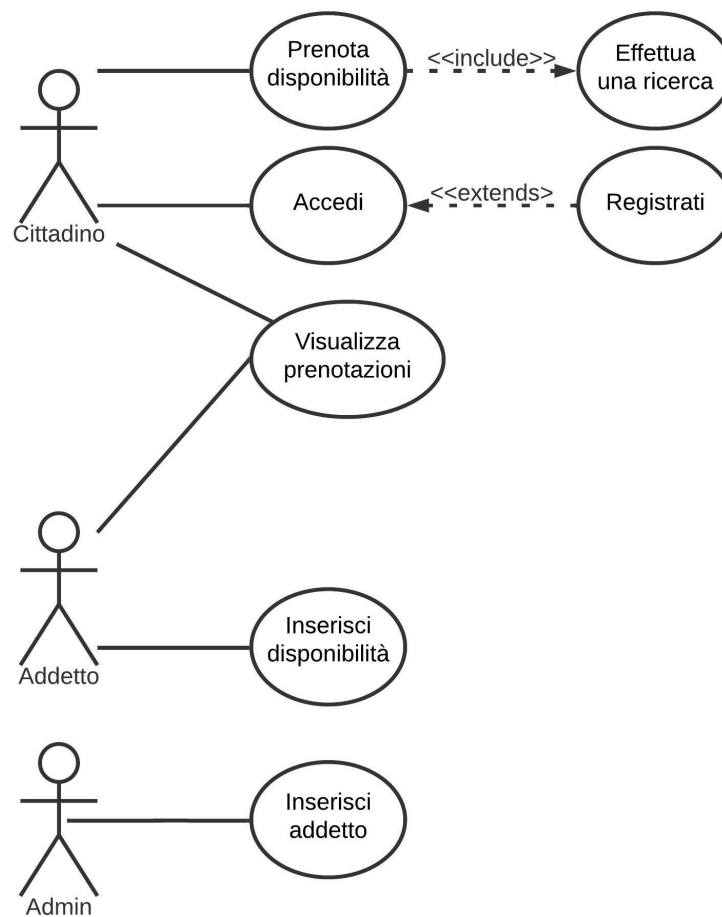 Prenota
disponibilità
<<include>>
Effettua
una ricerca
Accedi
<<extends>
Registrati
Cittadino
Visualizza
prenotazioni
Addetto
Inserisci
disponibilità
Inserisci
addetto
Admin